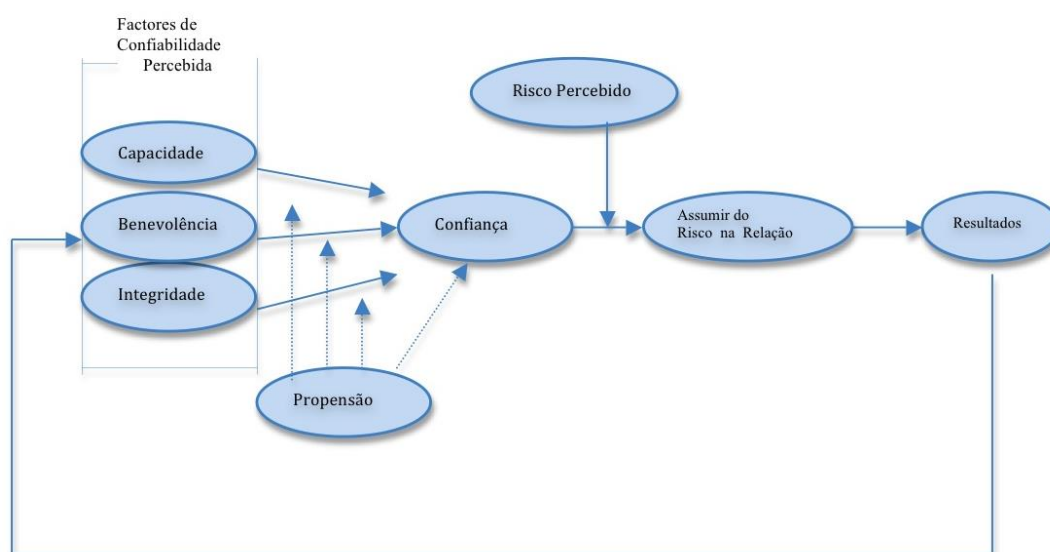 Factores de
Confiabilidade
Percebida
Risco Percebido
Capacidade
Benevolência
Confiança
Assumir do
Risco na Relação
Resultados
Integridade
Propensão